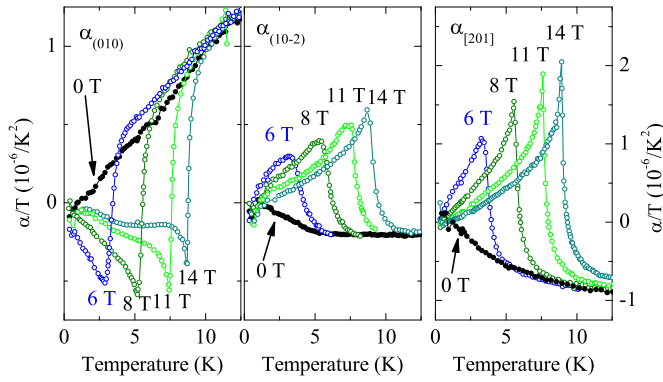 α/T (10⁻⁶/K²)
1
0
0 5 10
Temperature (K)
α(010)
0 T
6 T
8 T
11 T
14 T
α(10-2)
6 T
8 T
11 T
14 T
0 T
0 5 10
Temperature (K)
α[201]
6 T
8 T
11 T
14 T
0 T
0 5 10
Temperature (K)
2
1
0
-1
α/T (10⁻⁶/K²)